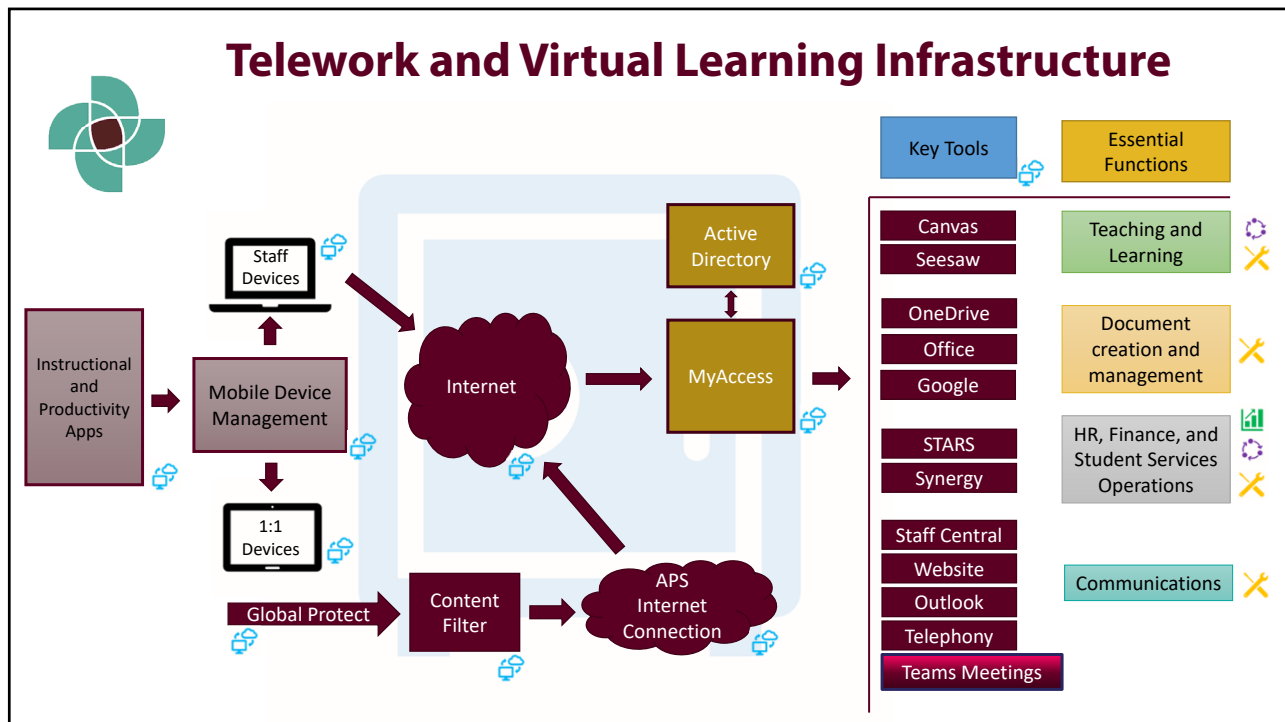 Telework and Virtual Learning Infrastructure
Key Tools
Essential
Functions
Staff
Devices
Active
Directory
Canvas
Seesaw
Teaching and
Learning
Instructional
and
Productivity
Apps
Mobile Device
Management
Internet
MyAccess
OneDrive
Office
Google
Document
creation and
management
STARS
Synergy
HR, Finance, and
Student Services
Operations
1:1
Devices
Global Protect
Content
Filter
APS
Internet
Connection
Staff Central
Website
Outlook
Telephony
Teams Meetings
Communications